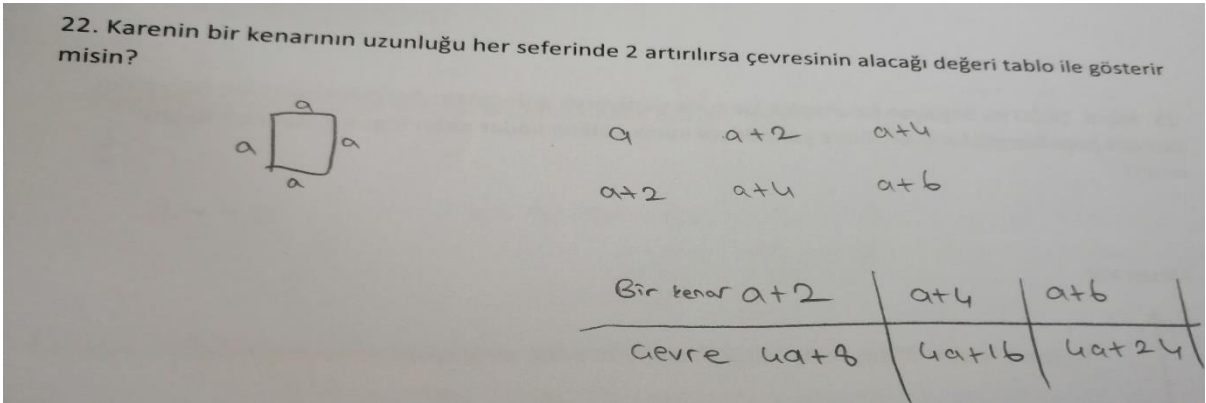 22. Karenin bir kenarının uzunluğu her seferinde 2 artırılırsa çevresinin alacağı değeri tablo ile gösterir
misin?
a
a a
a
a a+2 a+4
a+2 a+4 a+6
Bir kenar a+2 a+4 a+6
Çevre 4a+8 4a+16 4a+24